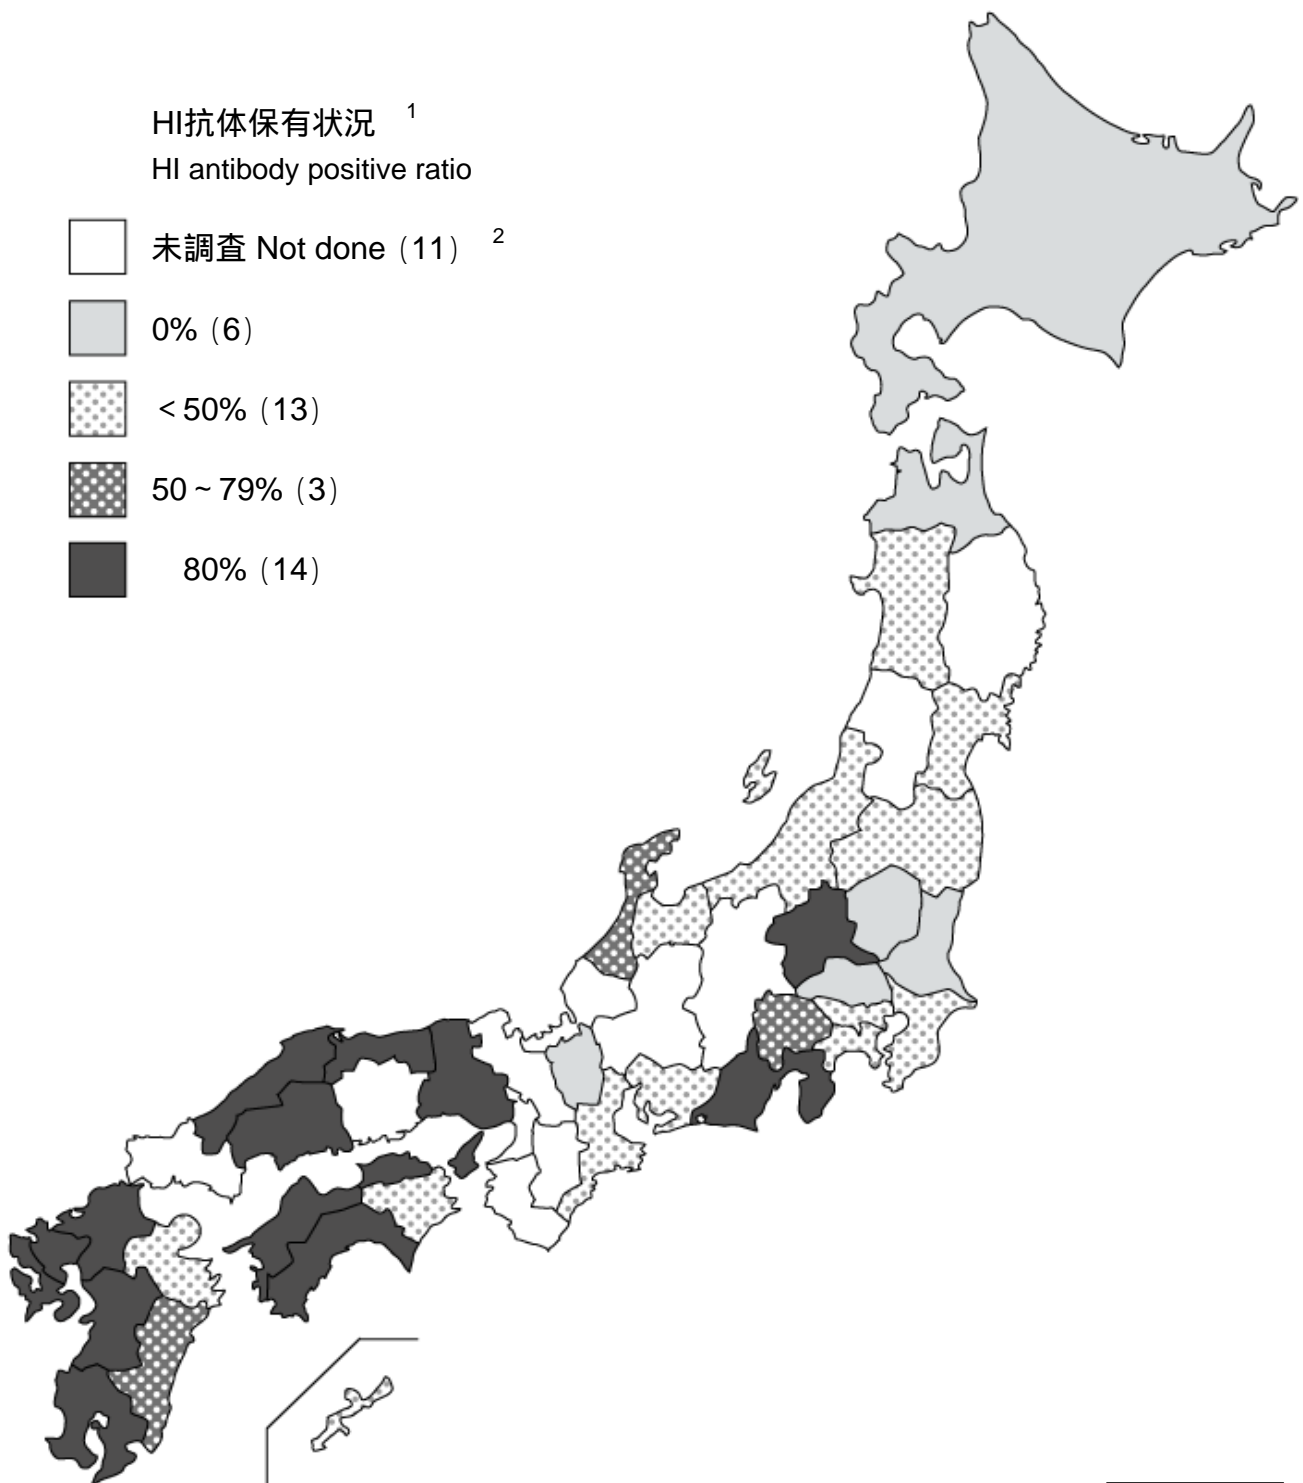 HI抗体保有状況 1
HI antibody positive ratio
未調査 Not done (11) 2
0% (6)
<50% (13)
50~79% (3)
80% (14)